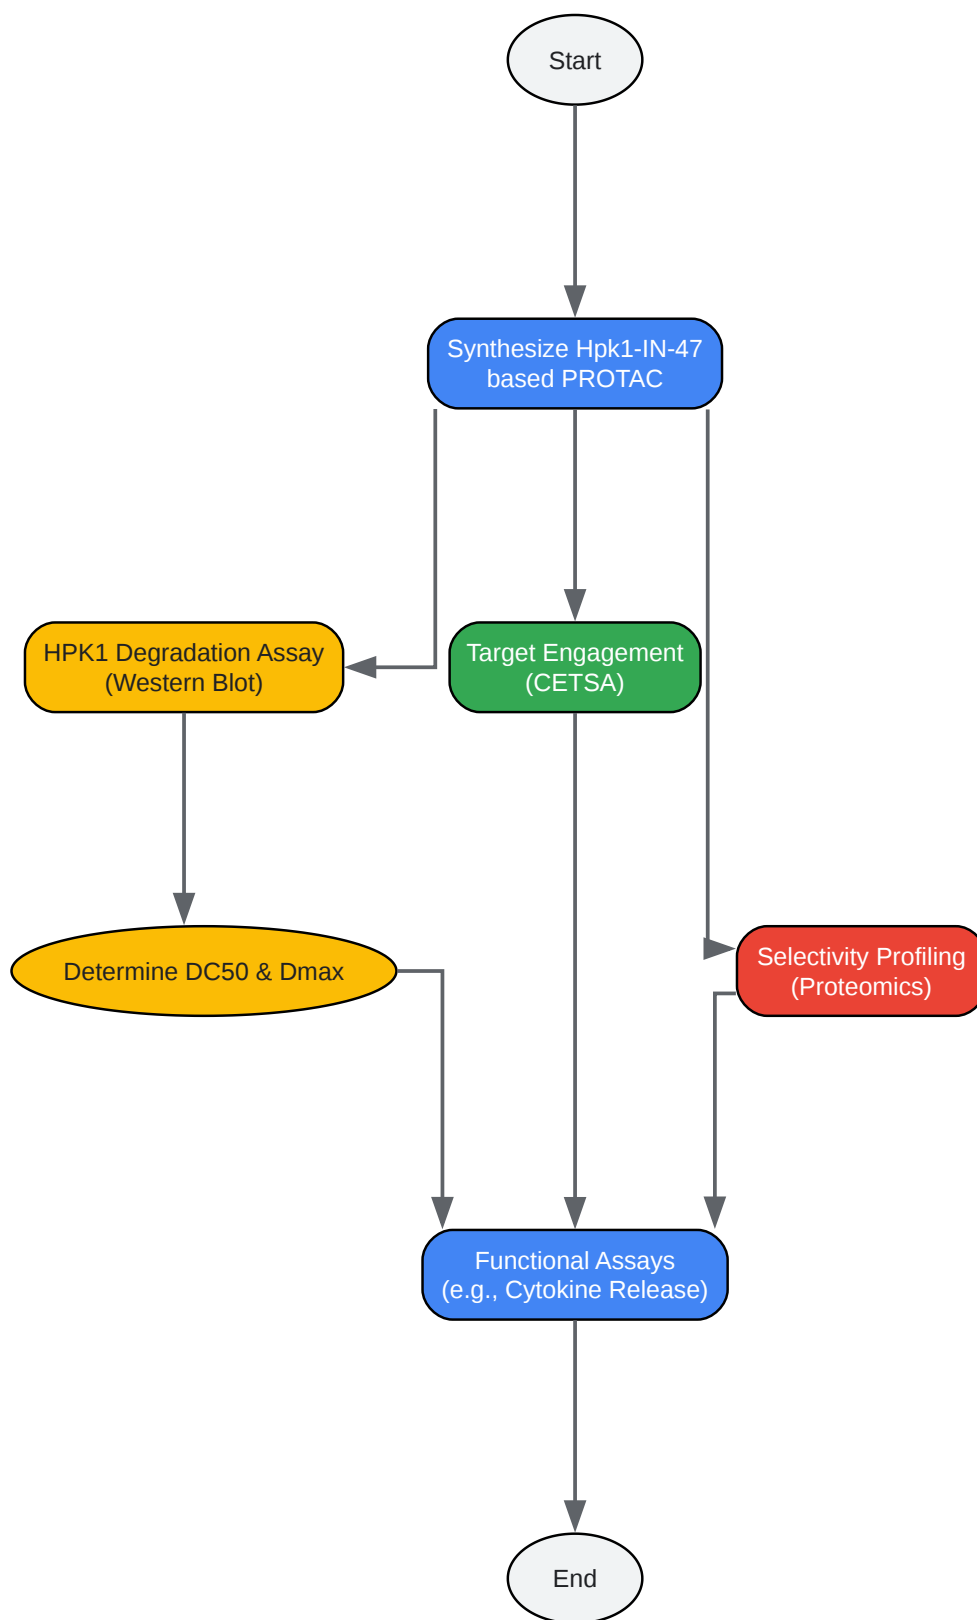 Start
Synthesize Hpk1-IN-47
based PROTAC
HPK1 Degradation Assay
(Western Blot)
Target Engagement
(CETSA)
Determine DC50 & Dmax
Selectivity Profiling
(Proteomics)
Functional Assays
(e.g., Cytokine Release)
End